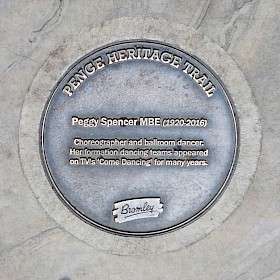 PENGE HERITAGE TRAIL
Peggy Spencer MBE (1920-2016)
Choreographer and ballroom dancer.
Her formation dancing teams appeared
on TV's 'Come Dancing' for many years.
Bromley